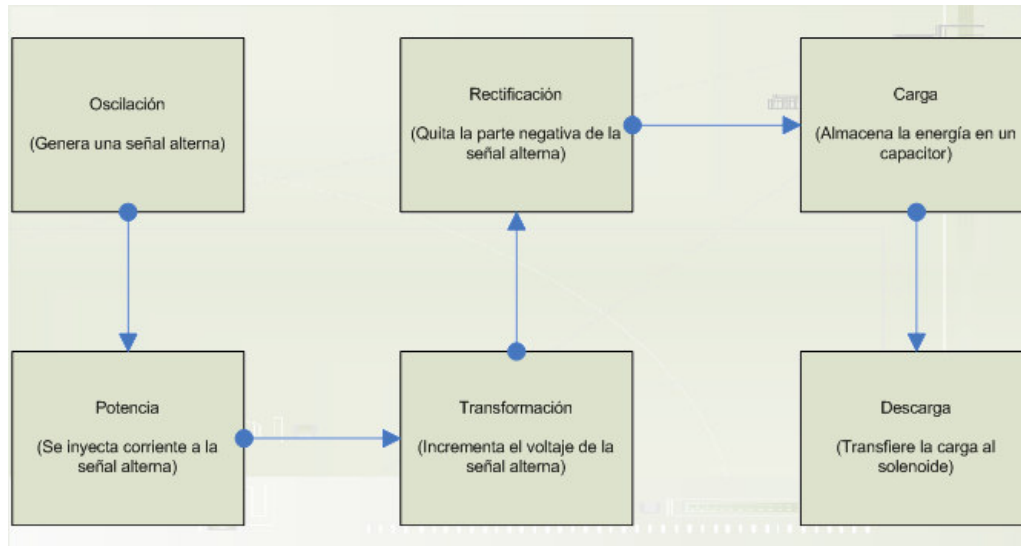 Oscilación
(Genera una señal alterna)
Potencia
(Se inyecta corriente a la
señal alterna)
Transformación
(Incrementa el voltaje de la
señal alterna)
Rectificación
(Quita la parte negativa de la
señal alterna)
Carga
(Almacena la energía en un
capacitor)
Descarga
(Transfiere la carga al
solenoide)